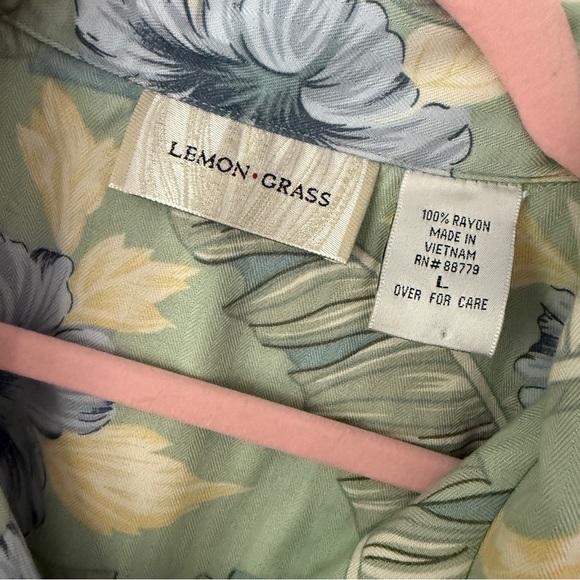 LEMON•GRASS
100% RAYON
MADE IN
VIETNAM
RN# 88779
L
OVER FOR CARE